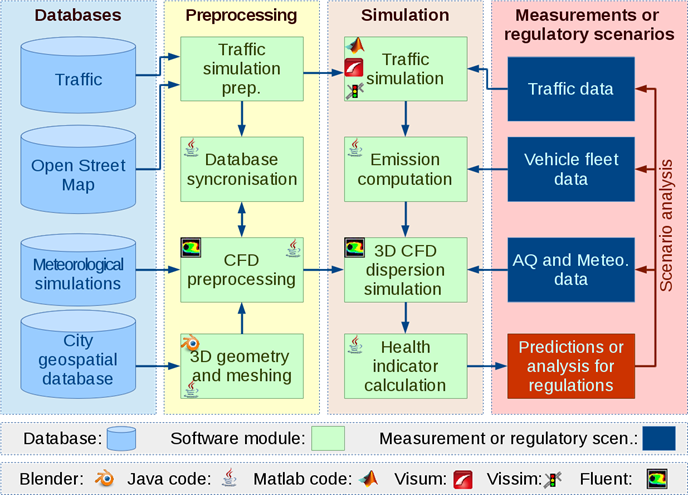 Databases
Preprocessing
Simulation
Measurements or
regulatory scenarios
Traffic
Traffic
simulation
prep.
Traffic
simulation
Traffic data
Open Street
Map
Database
syncronisation
Emission
computation
Vehicle fleet
data
Meteorological
simulations
CFD
preprocessing
3D CFD
dispersion
simulation
AQ and Meteo.
data
City
geospatial
database
3D geometry
and meshing
Health
indicator
calculation
Predictions or
analysis for
regulations
Scenario analysis
Database:
Software module:
Measurement or regulatory scen.:
Blender:
Java code:
Matlab code:
Visum:
Vissim:
Fluent: